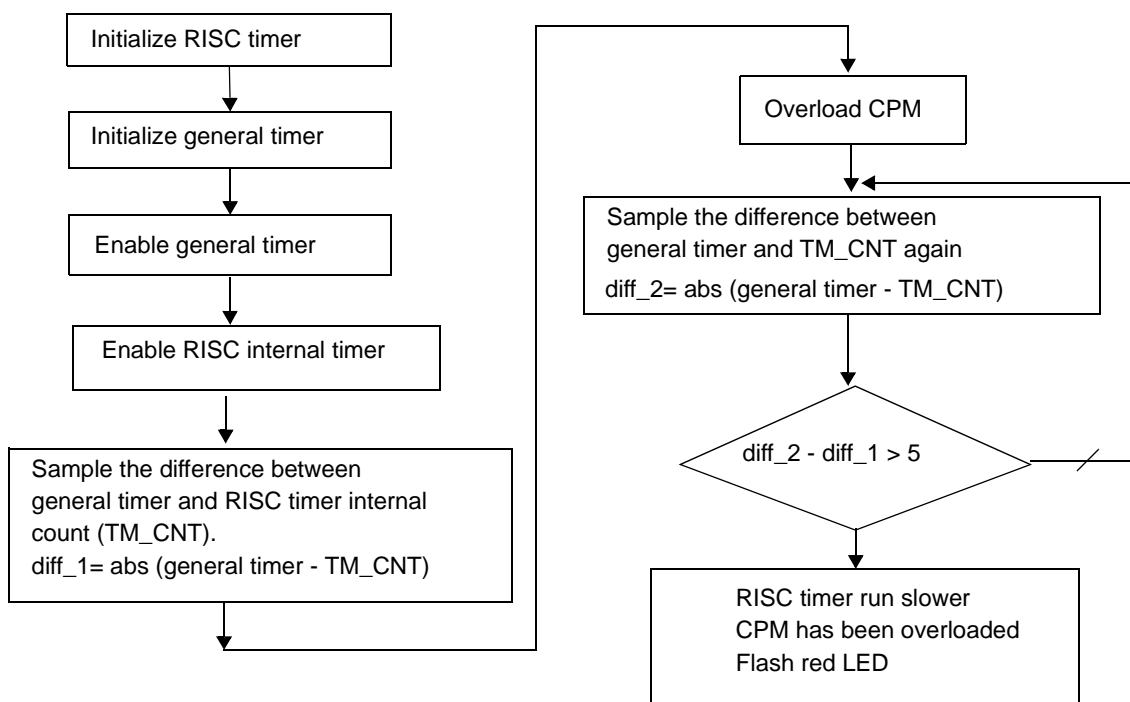 Initialize RISC timer
Initialize general timer
Enable general timer
Enable RISC internal timer
Sample the difference between
general timer and RISC timer internal
count (TM_CNT).
diff_1= abs (general timer - TM_CNT)
Overload CPM
Sample the difference between
general timer and TM_CNT again
diff_2= abs (general timer - TM_CNT)
diff_2 - diff_1 > 5
RISC timer run slower
CPM has been overloaded
Flash red LED